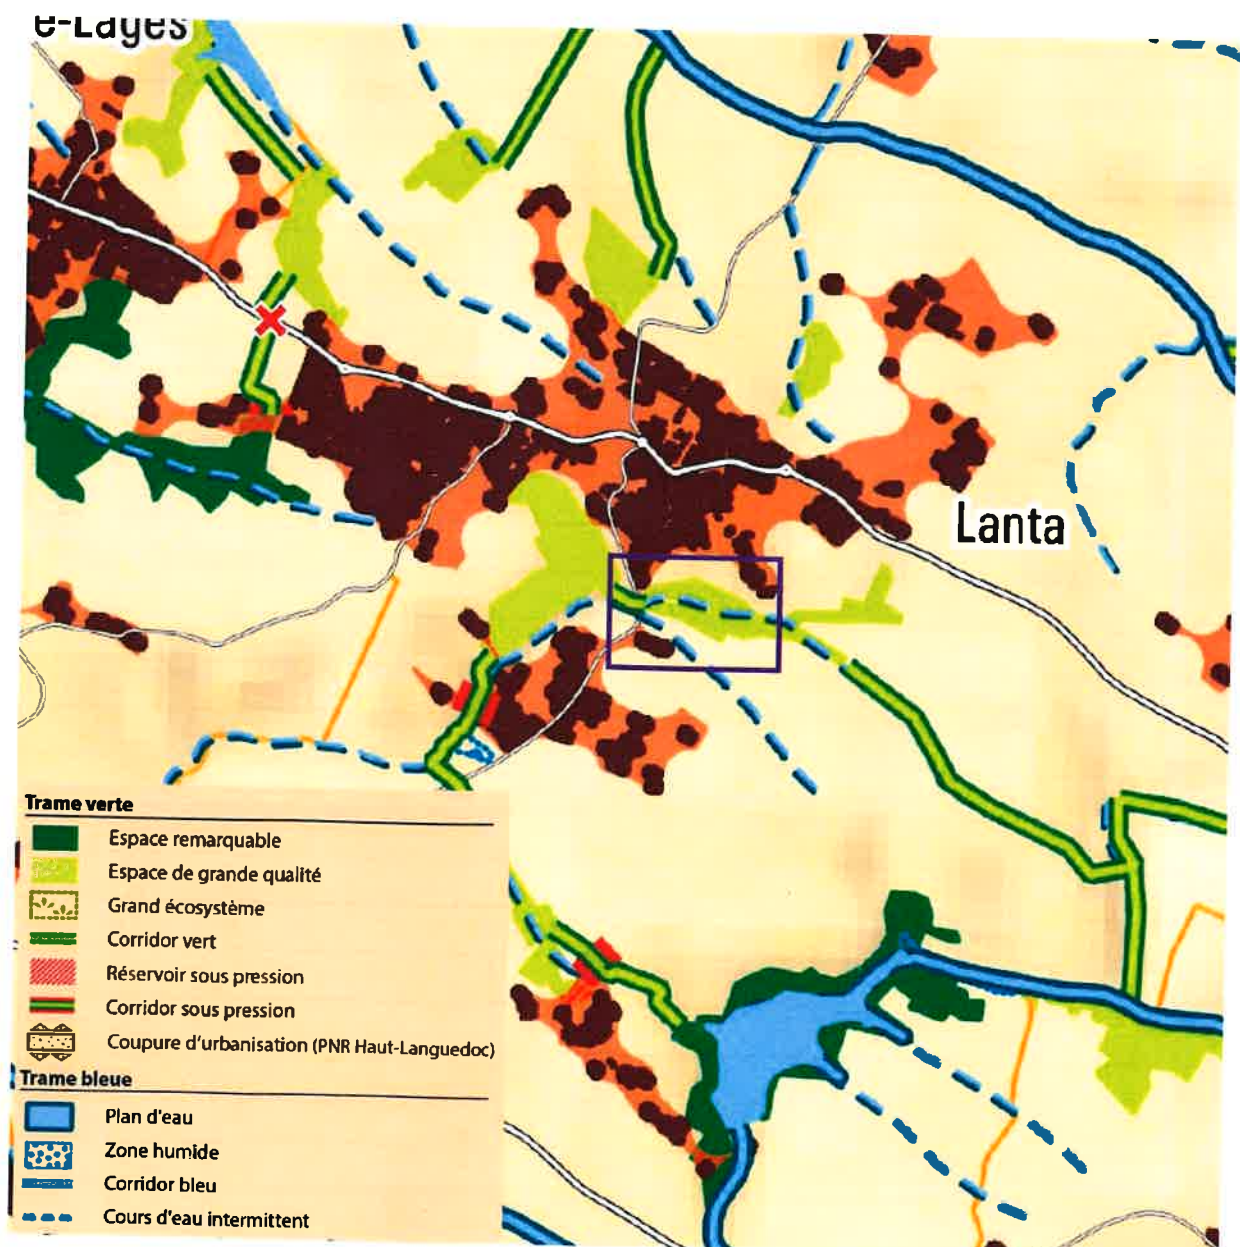 e-Lages
Lanta
Trame verte
Espace remarquable
Espace de grande qualité
Grand écosystème
Corridor vert
Réservoir sous pression
Corridor sous pression
Coupure d'urbanisation (PNR Haut-Languedoc)
Trame bleue
Plan d'eau
Zone humide
Corridor bleu
Cours d'eau intermittent